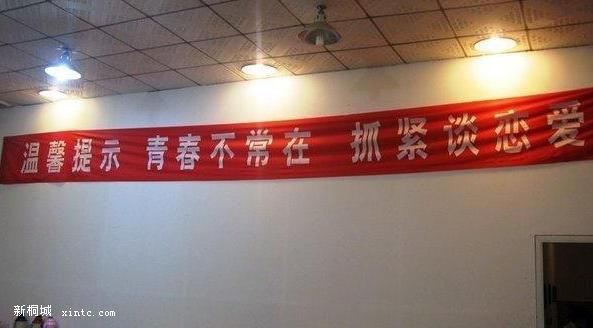 温馨提示 青春不常在 抓紧谈恋爱
新桐城 xintc.com